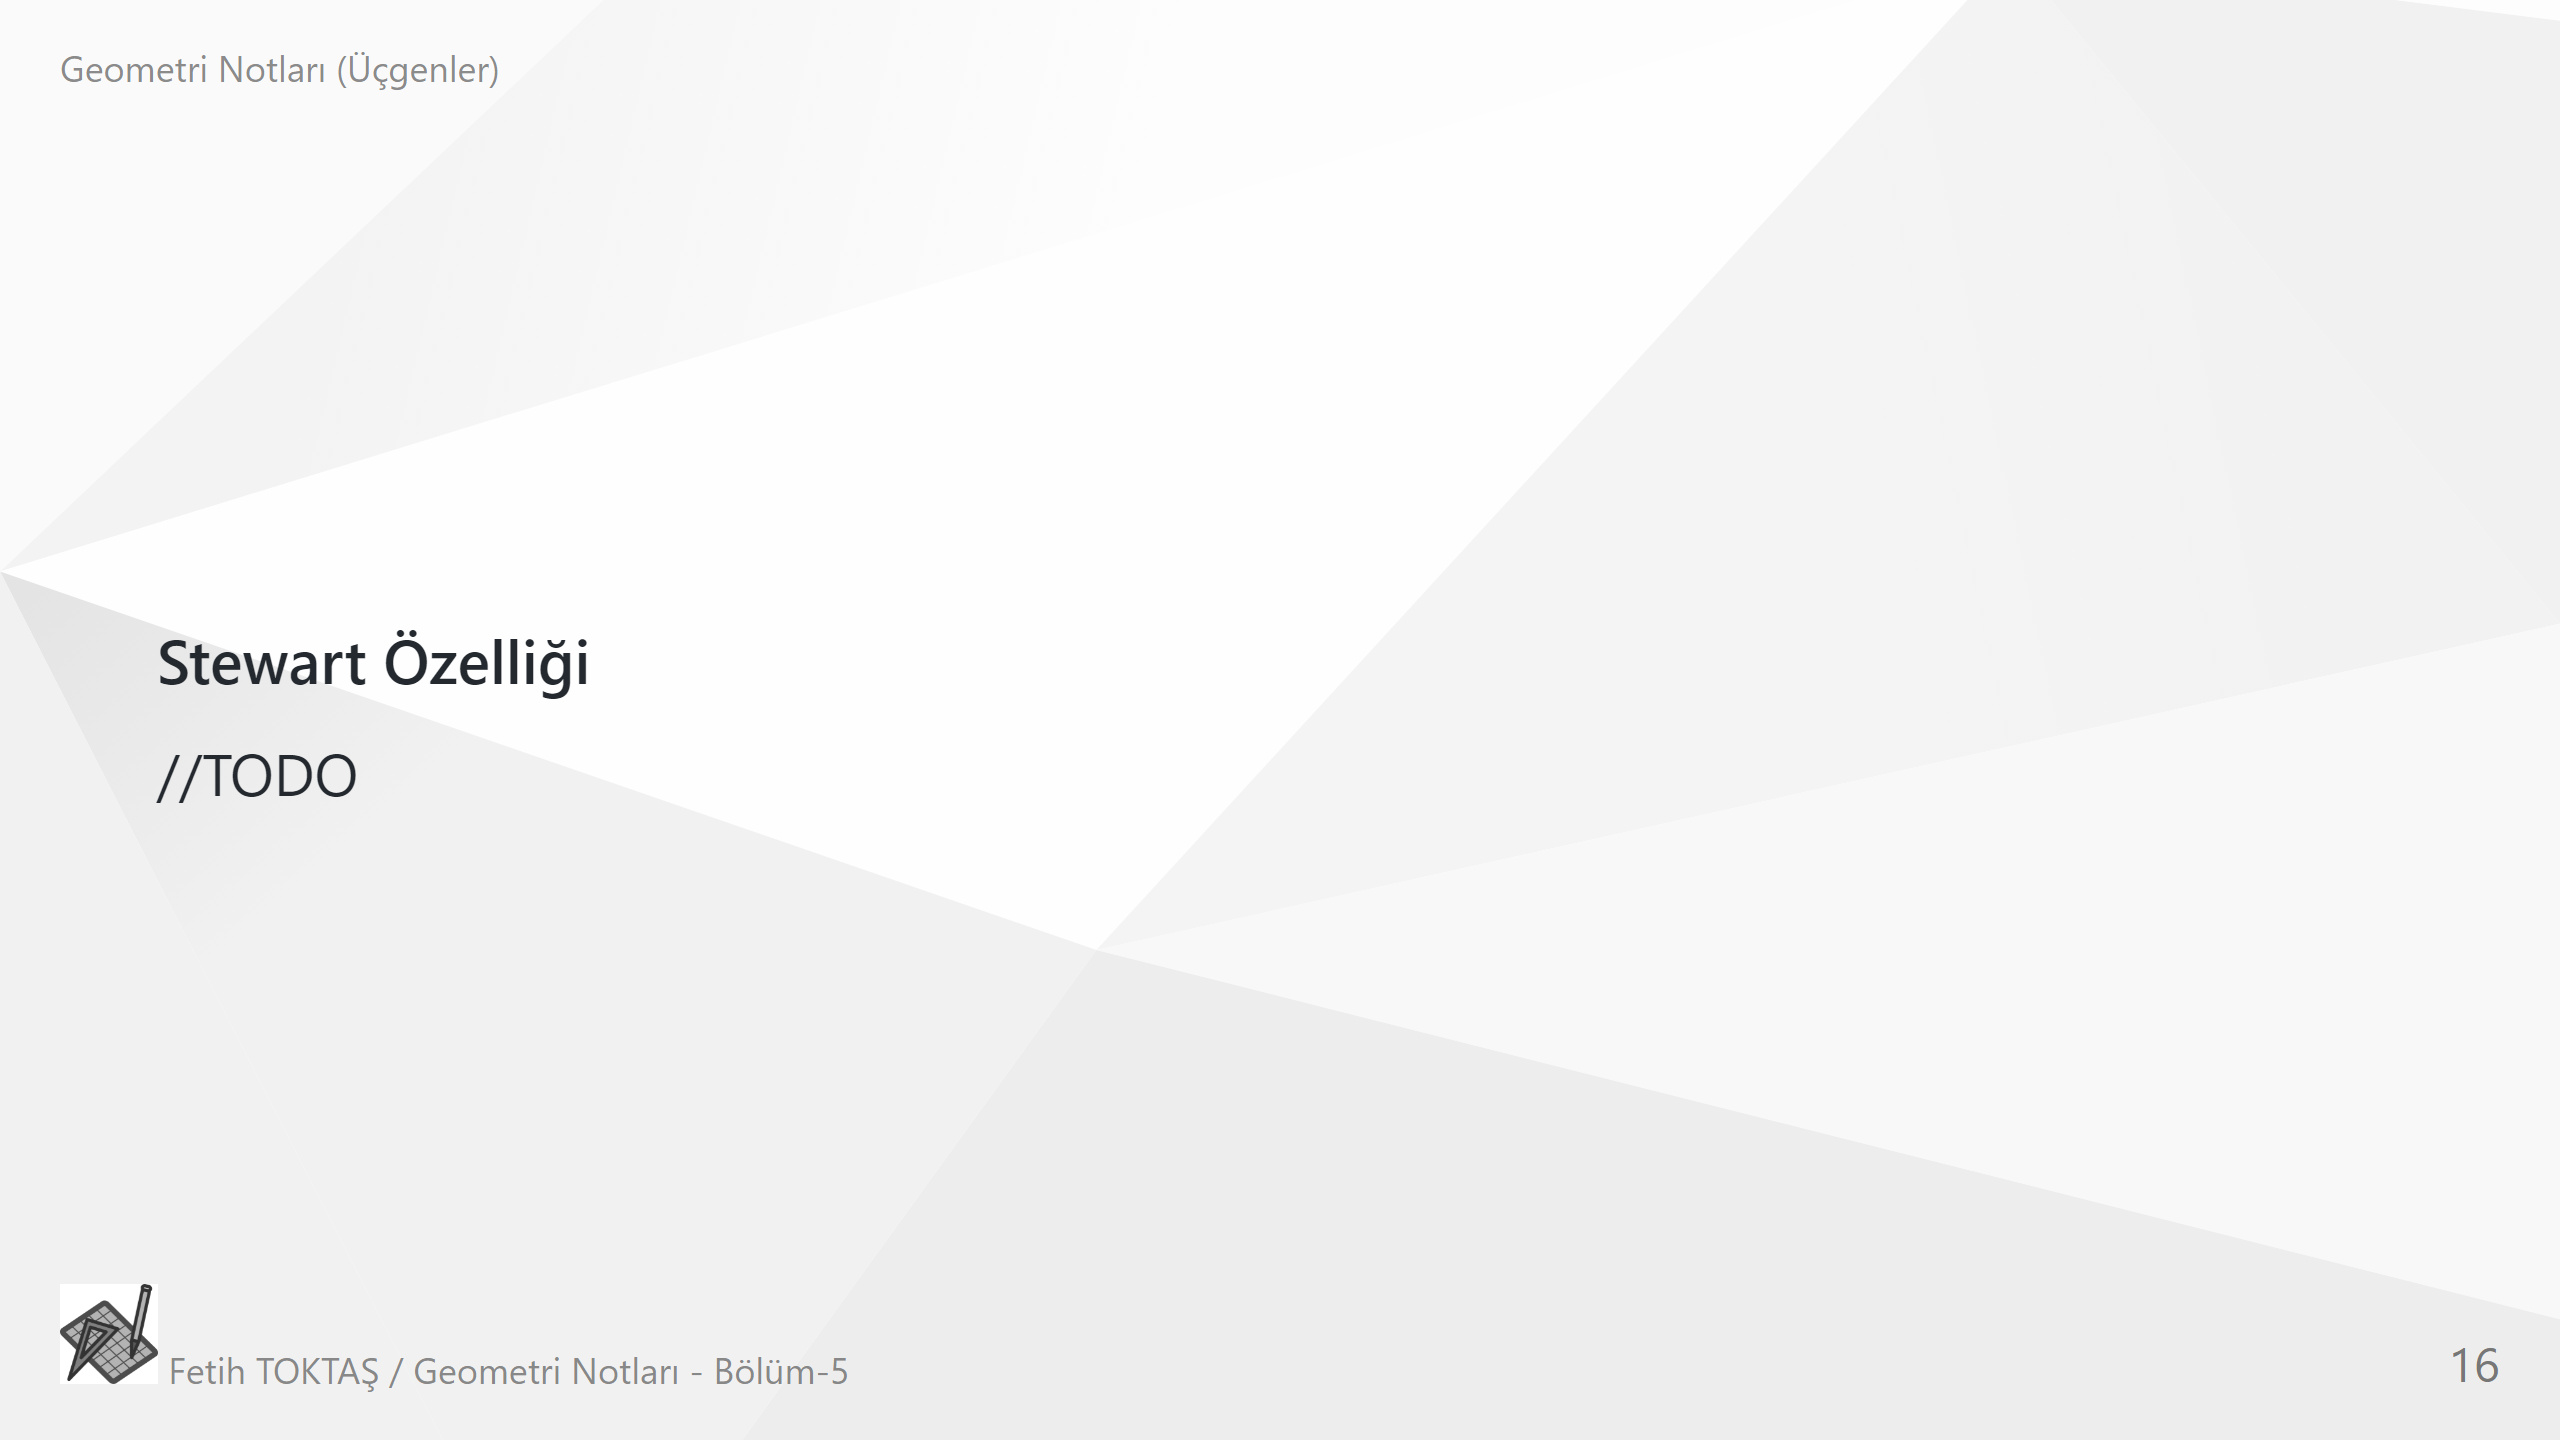 Geometri Notları (Üçgenler)
Stewart Özelliği
//TODO
Fetih TOKTAŞ / Geometri Notları - Bölüm-5
16